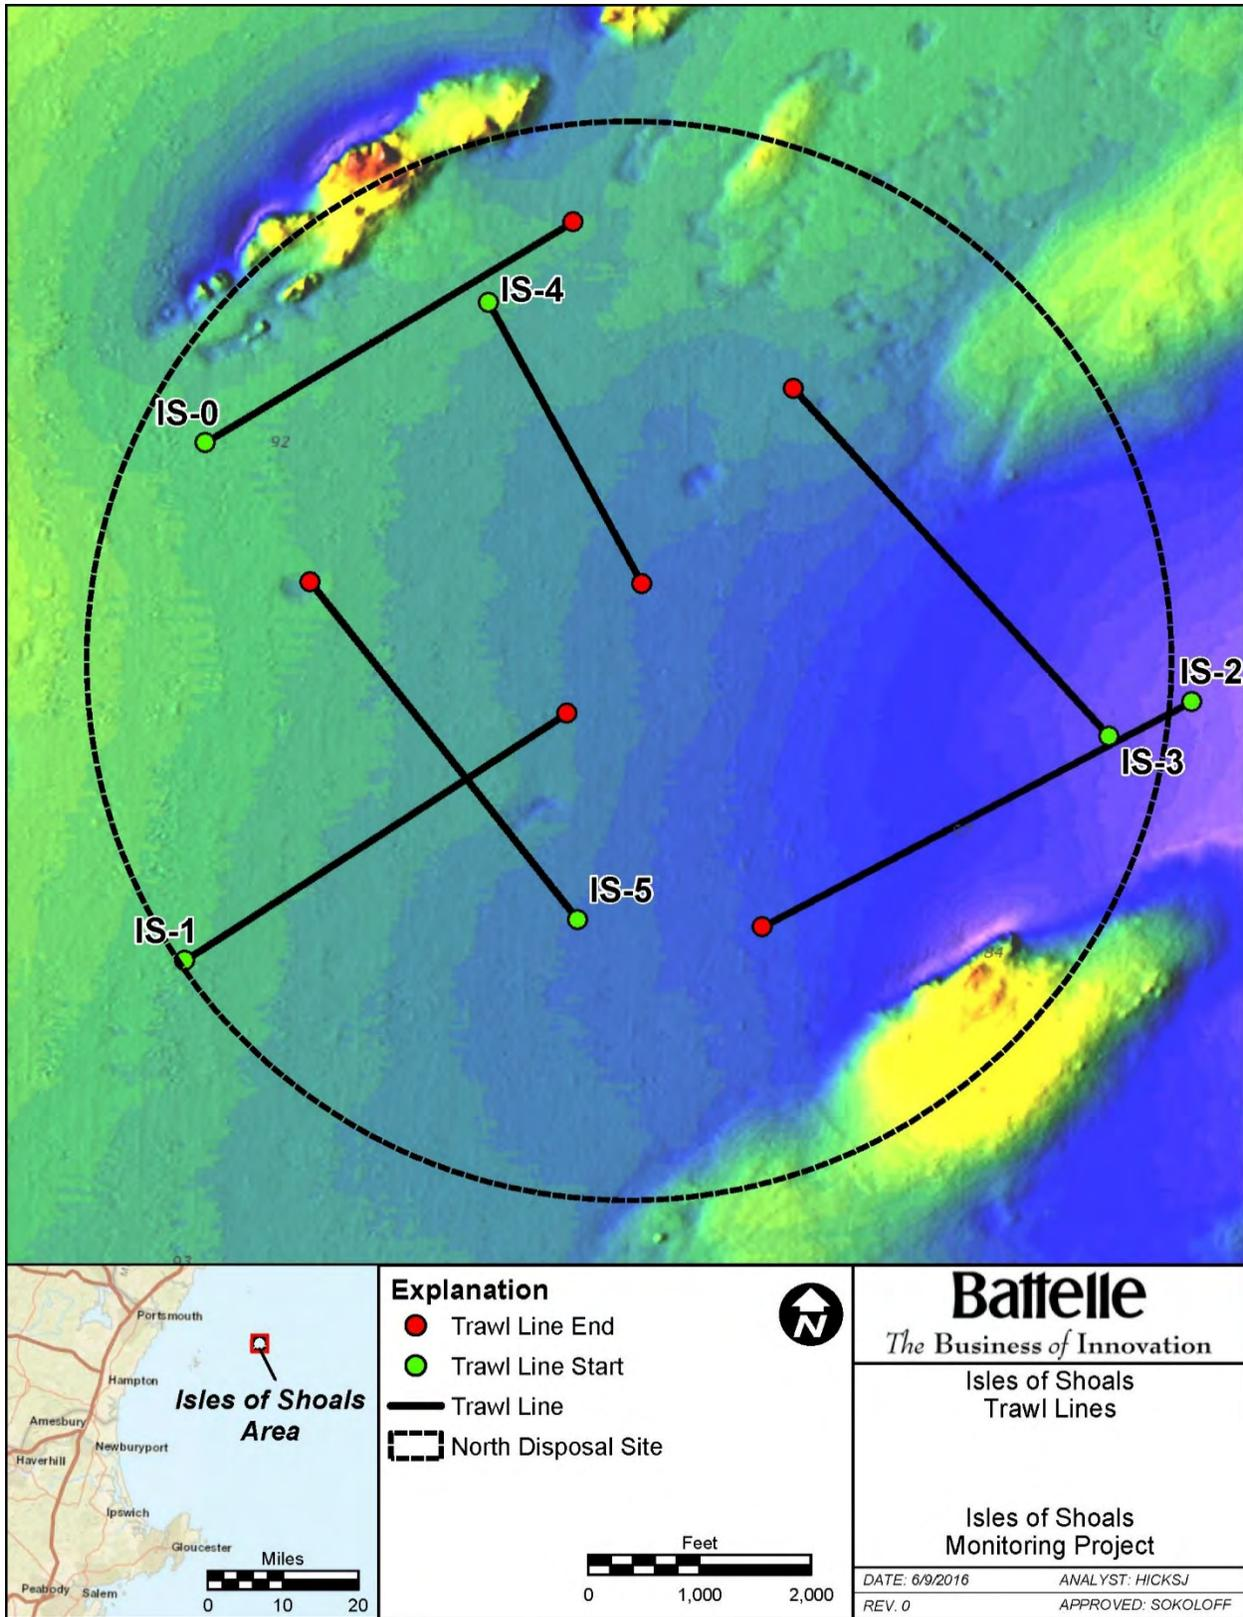 IS-4
IS-0
92
IS-2
IS-3
IS-5
IS-1
84
93
Portsmouth
Hampton
Isles of Shoals
Area
Amesbury
Newburyport
Haverhill
Ipswich
Gloucester
Peabody
Salem
Miles
0 10 20
Explanation
Trawl Line End
Trawl Line Start
Trawl Line
North Disposal Site
N
Feet
0 1,000 2,000
Battelle
The Business of Innovation
Isles of Shoals
Trawl Lines
Isles of Shoals
Monitoring Project
DATE: 6/9/2016 ANALYST: HICKSJ
REV. 0 APPROVED: SOKOLOFF